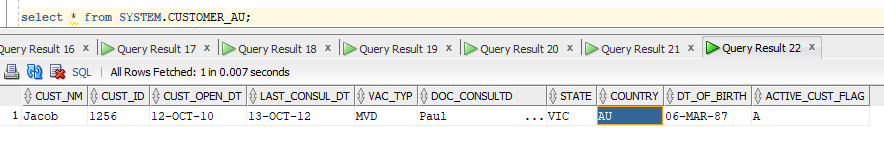 select * from SYSTEM.CUSTOMER_AU;
Query Result 16 x Query Result 17 x Query Result 18 x Query Result 19 x Query Result 20 x Query Result 21 x Query Result 22 x
SQL | All Rows Fetched: 1 in 0.007 seconds
CUST_NM CUST_ID CUST_OPEN_DT LAST_CONSUL_DT VAC_TYP DOC_CONSULTD STATE COUNTRY DT_OF_BIRTH ACTIVE_CUST_FLAG
1 Jacob 1256 12-OCT-10 13-OCT-12 MVD Paul ... VIC AU 06-MAR-87 A